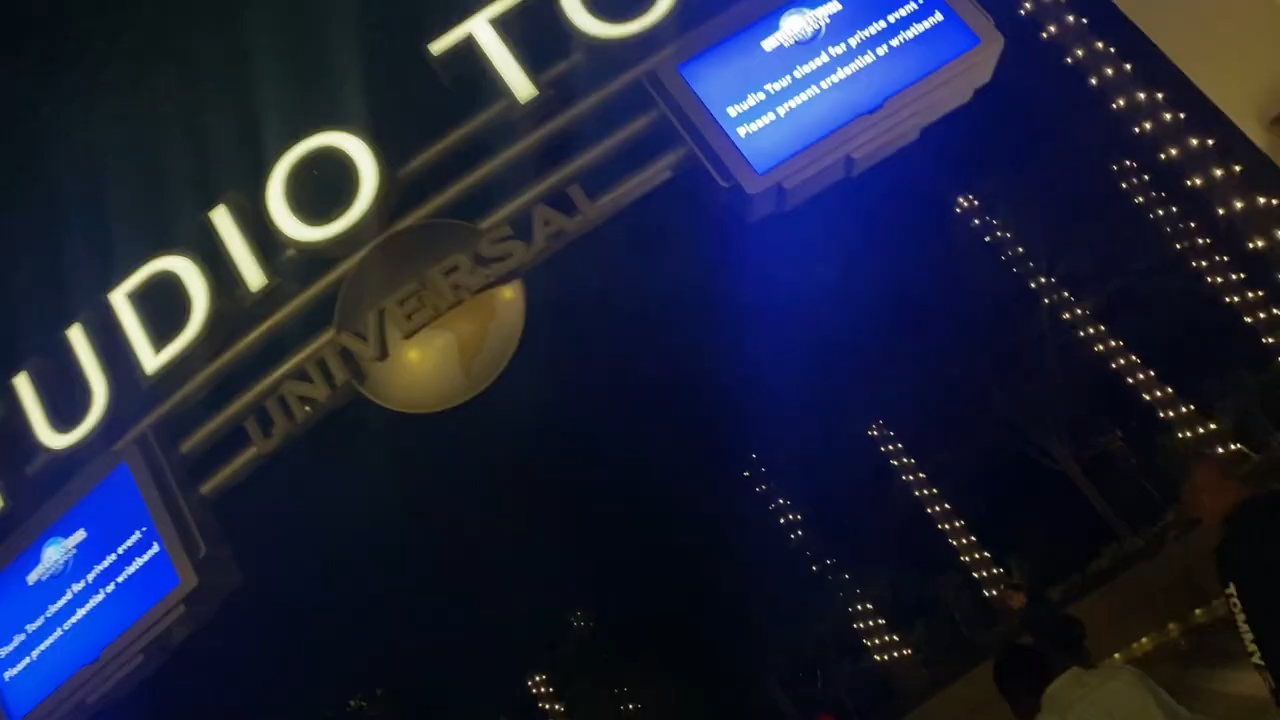 UDIO TO
UNIVERSAL
Studio Tour closed for private event -
Please present credential or wristband
Studio Tour closed for private event -
Please present credential or wristband
TOMMY